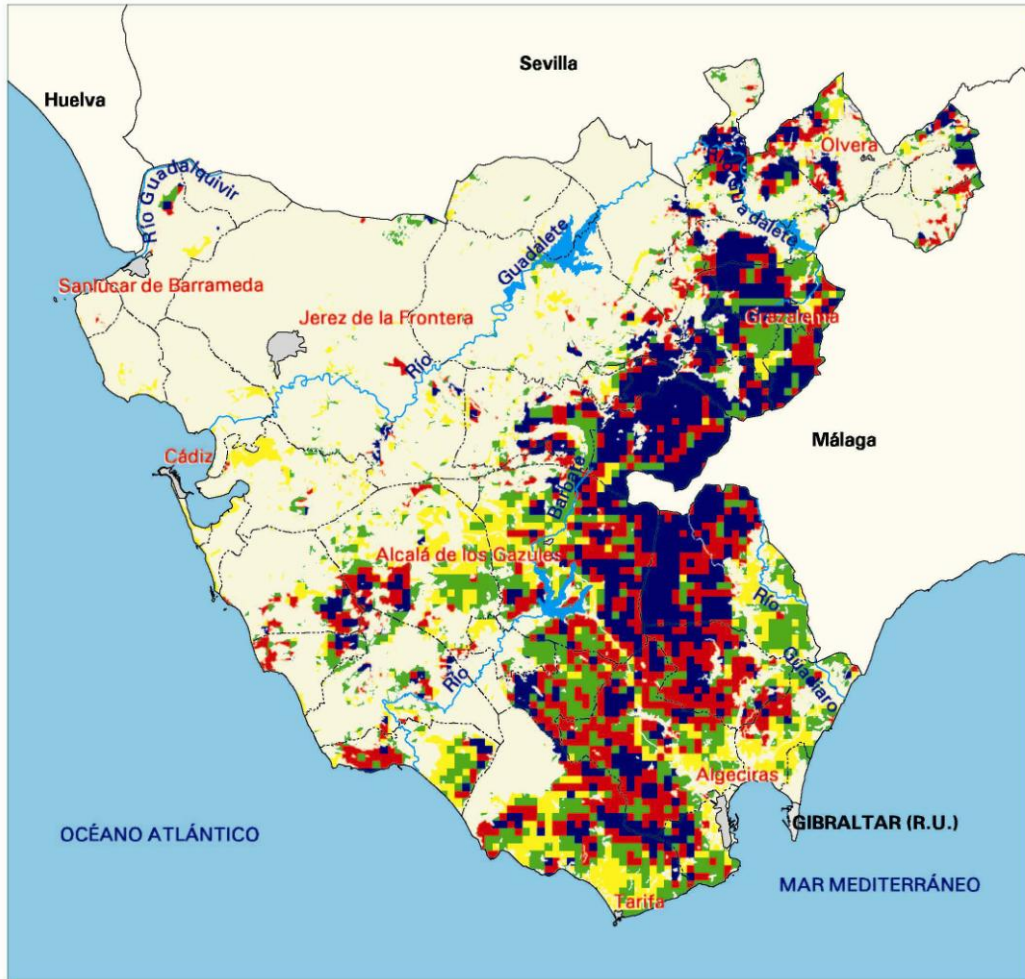 Sevilla
Huelva
Olvera
Río Guadalquivir
Río Guadalete
Guadalete
Sanlúcar de Barrameda
Grazalema
Jerez de la Frontera
Río
Málaga
Cádiz
Barbate
Alcalá de los Gazules
Río
Río
Guadiaro
Algeciras
OCÉANO ATLÁNTICO
GIBRALTAR (R.U.)
MAR MEDITERRÁNEO
Tarifa